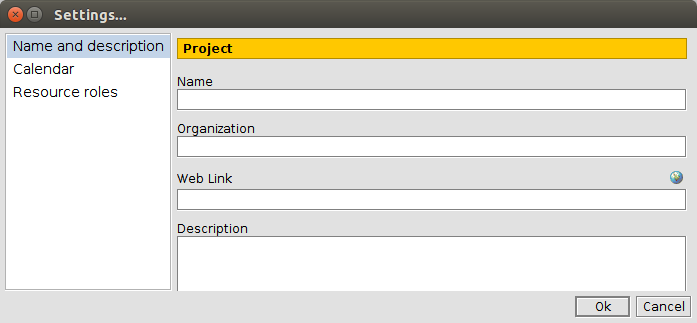 Settings...
Name and description
Calendar
Resource roles
Project
Name
Organization
Web Link
Description
Ok
Cancel